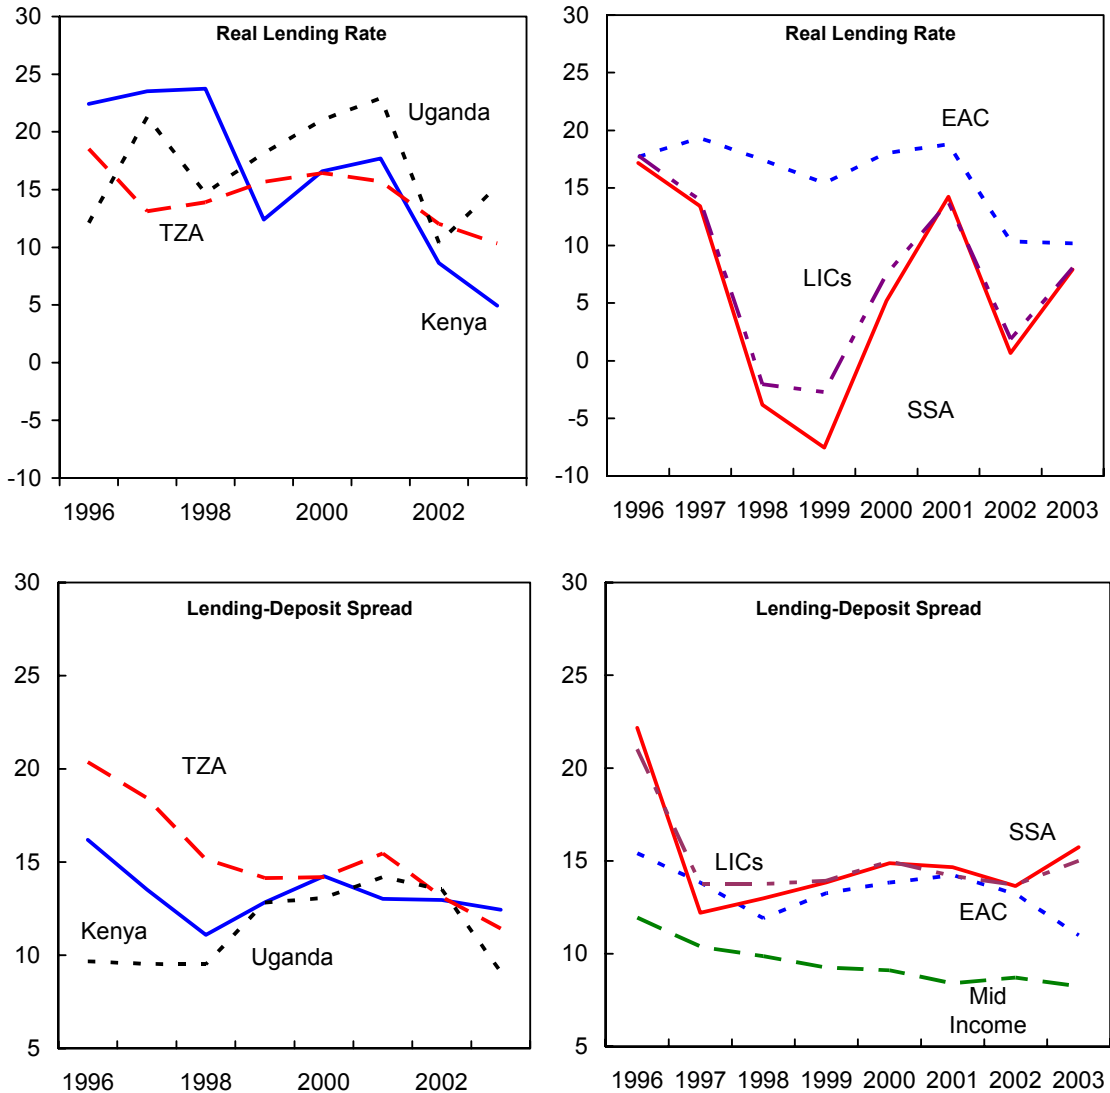 Real Lending Rate
30
25
20
15
10
5
0
-5
-10
Uganda
TZA
Kenya
1996 1998 2000 2002
Real Lending Rate
30
25
20
15
10
5
0
-5
-10
EAC
LICs
SSA
1996 1997 1998 1999 2000 2001 2002 2003
Lending-Deposit Spread
30
25
20
15
10
5
TZA
Kenya
Uganda
1996 1998 2000 2002
Lending-Deposit Spread
30
25
20
15
10
5
SSA
LICs
EAC
Mid
Income
1996 1997 1998 1999 2000 2001 2002 2003